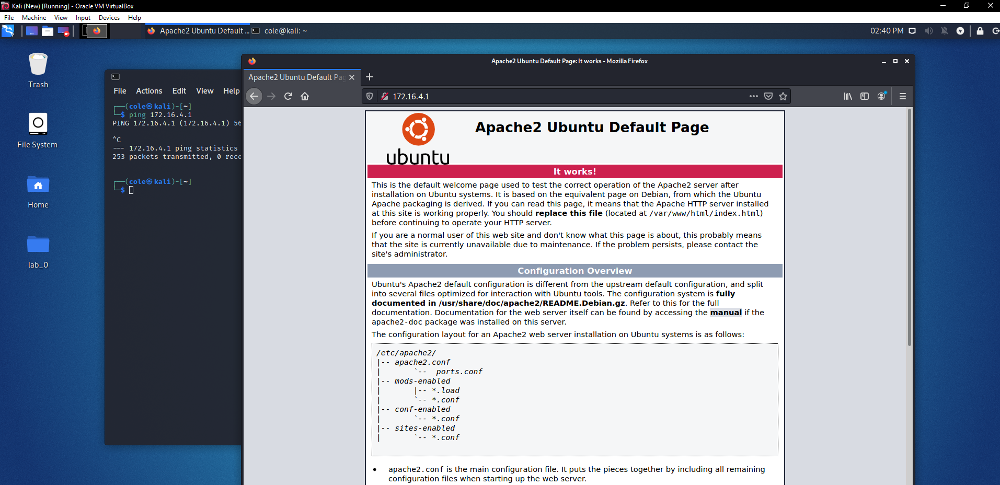 Kali (New) [Running] - Oracle VM VirtualBox
File Machine View Input Devices Help
Apache2 Ubuntu Default ...
cole@kali: ~
02:40 PM
Trash
File System
Home
lab_0
File Actions Edit View Help
┌──(cole㉿kali)-[~]
└─$ ping 172.16.4.1
PING 172.16.4.1 (172.16.4.1) 56
^C
--- 172.16.4.1 ping statistics
253 packets transmitted, 0 rece
┌──(cole㉿kali)-[~]
└─$
Apache2 Ubuntu Default Page: It works - Mozilla Firefox
Apache2 Ubuntu Default Pag
172.16.4.1
ubuntu
Apache2 Ubuntu Default Page
It works!
This is the default welcome page used to test the correct operation of the Apache2 server after
installation on Ubuntu systems. It is based on the equivalent page on Debian, from which the Ubuntu
Apache packaging is derived. If you can read this page, it means that the Apache HTTP server installed
at this site is working properly. You should replace this file (located at /var/www/html/index.html)
before continuing to operate your HTTP server.
If you are a normal user of this web site and don't know what this page is about, this probably means
that the site is currently unavailable due to maintenance. If the problem persists, please contact the
site's administrator.
Configuration Overview
Ubuntu's Apache2 default configuration is different from the upstream default configuration, and split
into several files optimized for interaction with Ubuntu tools. The configuration system is fully
documented in /usr/share/doc/apache2/README.Debian.gz. Refer to this for the full
documentation. Documentation for the web server itself can be found by accessing the manual if the
apache2-doc package was installed on this server.
The configuration layout for an Apache2 web server installation on Ubuntu systems is as follows:
/etc/apache2/
|-- apache2.conf
|       `--  ports.conf
|-- mods-enabled
|       |-- *.load
|       `-- *.conf
|-- conf-enabled
|       `-- *.conf
|-- sites-enabled
|       `-- *.conf
• apache2.conf is the main configuration file. It puts the pieces together by including all remaining
configuration files when starting up the web server.